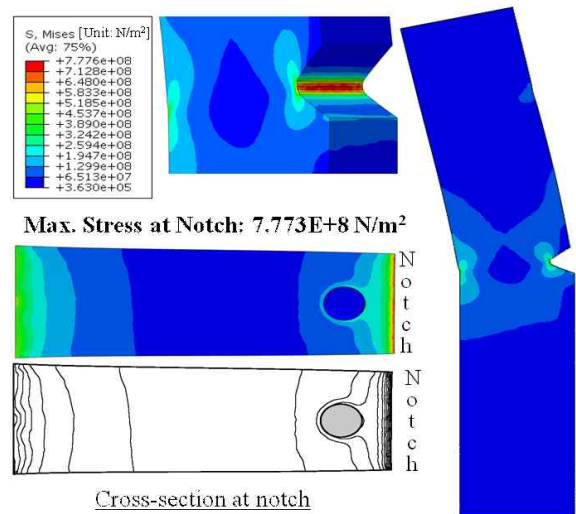 S, Mises [Unit: N/m²]
(Avg: 75%)
+7.776e+08
+7.128e+08
+6.480e+08
+5.833e+08
+5.185e+08
+4.537e+08
+3.890e+08
+3.242e+08
+2.594e+08
+1.947e+08
+1.299e+08
+6.513e+07
+3.630e+05
Max. Stress at Notch: 7.773E+8 N/m²
Notch
Notch
Cross-section at notch